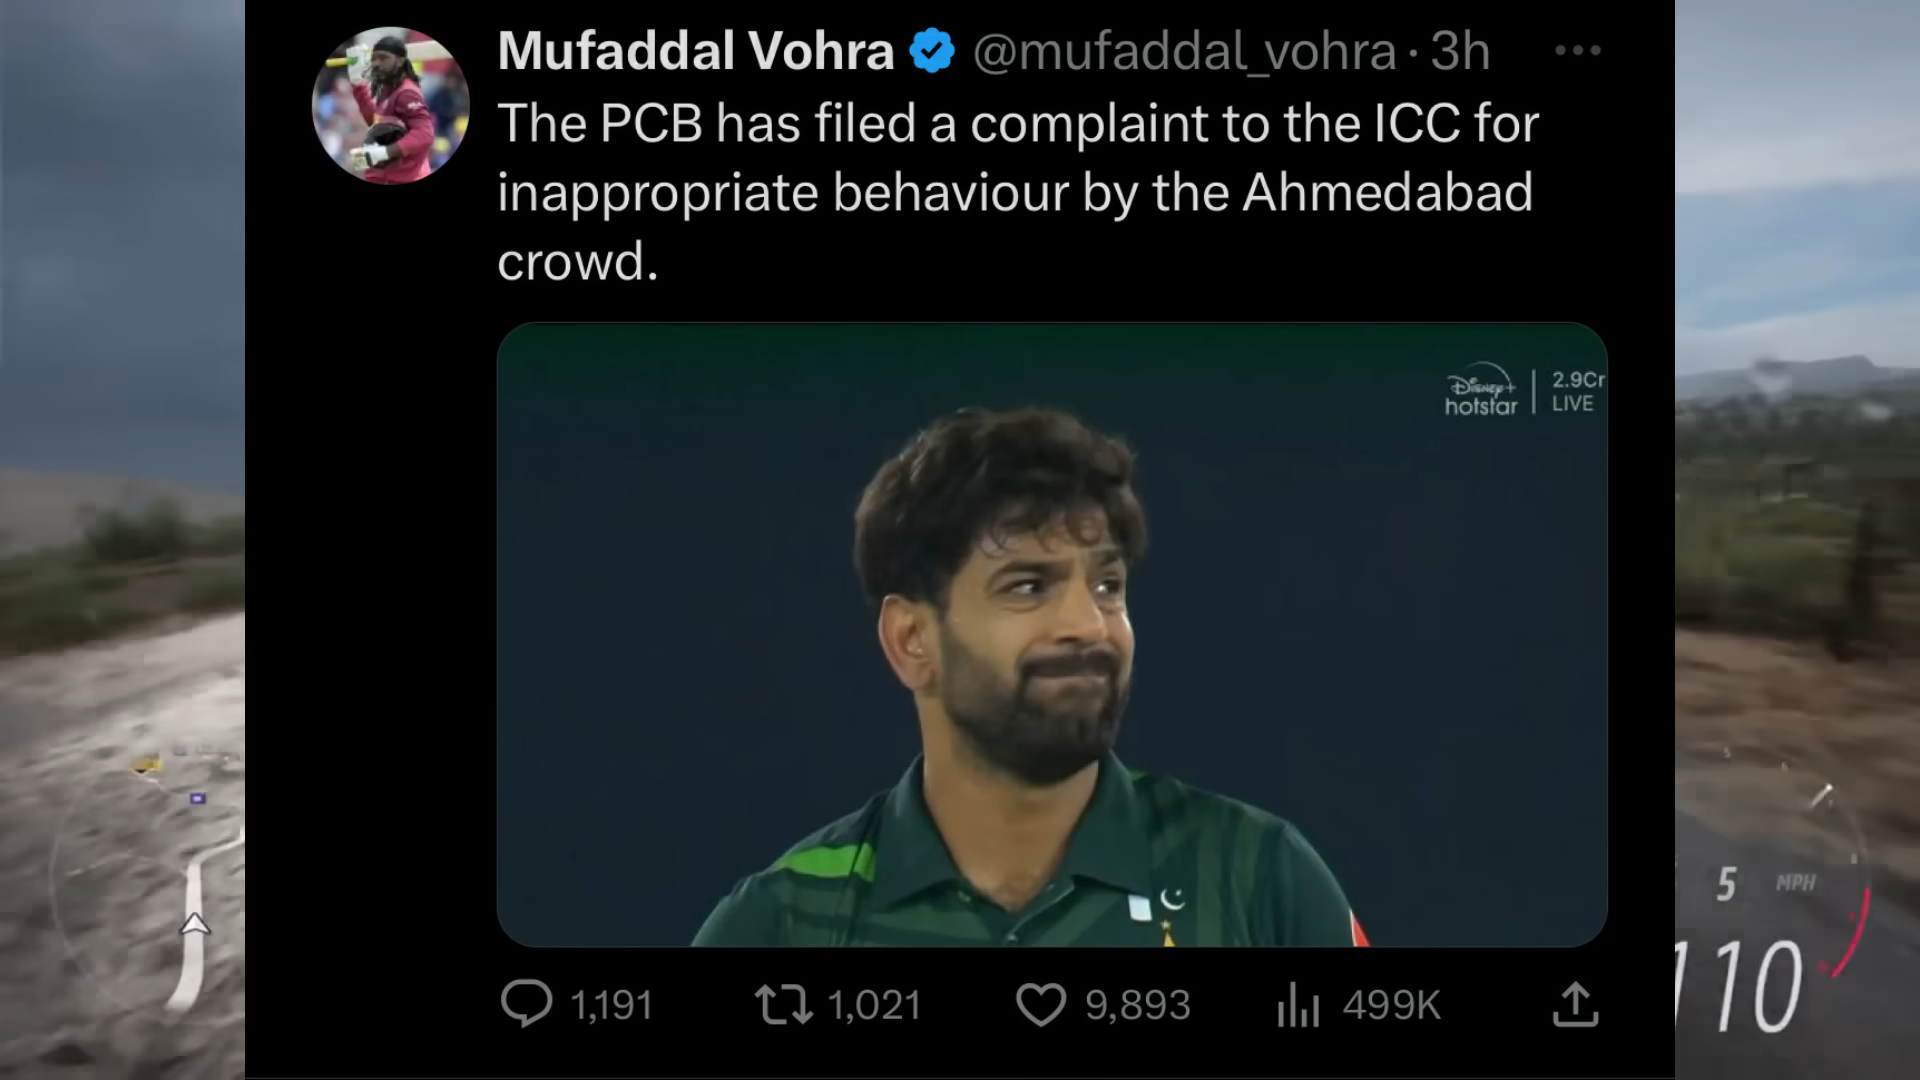 Mufaddal Vohra @mufaddal_vohra · 3h
The PCB has filed a complaint to the ICC for
inappropriate behaviour by the Ahmedabad
crowd.
Disney+
hotstar
2.9Cr
LIVE
5 MPH
110
1,191 1,021 9,893 499K